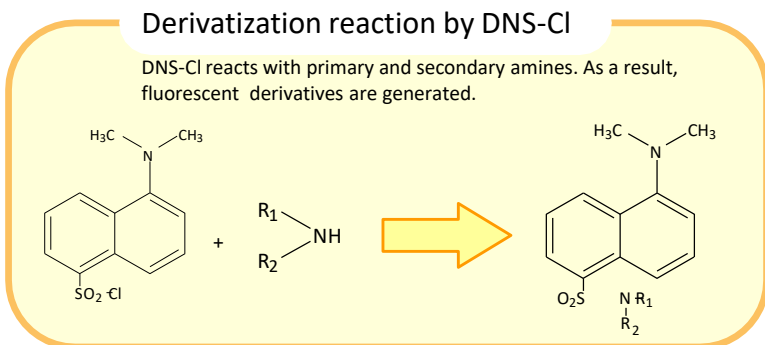 Derivatization reaction by DNS-Cl
DNS-Cl reacts with primary and secondary amines. As a result,
fluorescent derivatives are generated.
H₃C CH₃
N
SO₂-Cl
+
R₁
NH
R₂
H₃C CH₃
N
O₂S N-R₁
R₂